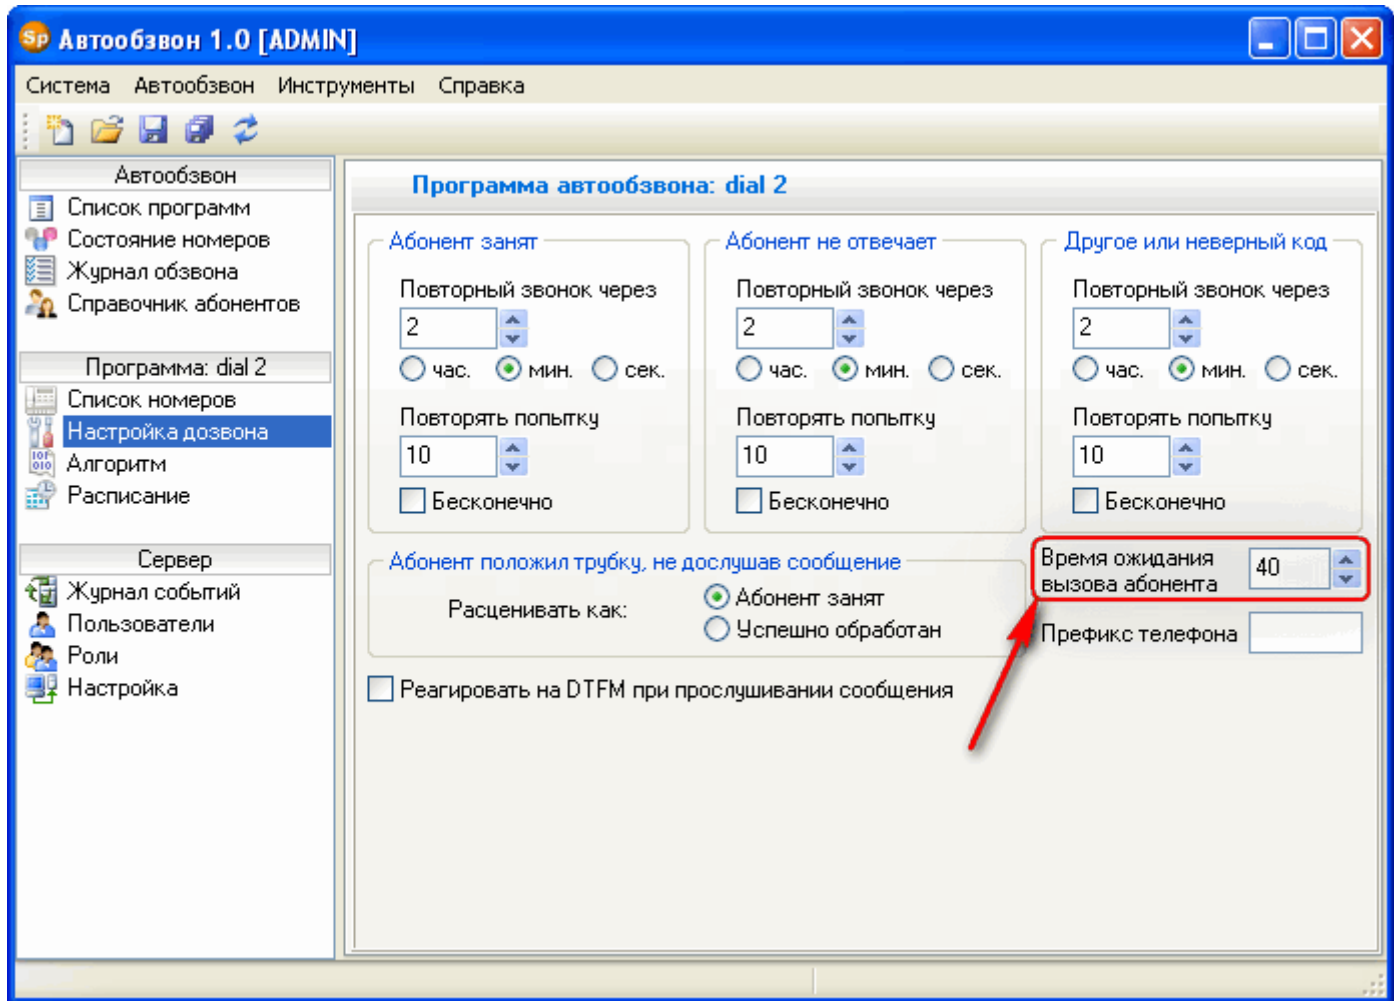 Sp Автообзвон 1.0 [ADMIN]
Система Автообзвон Инструменты Справка
Автообзвон
Список программ
Состояние номеров
Журнал обзвона
Справочник абонентов
Программа: dial 2
Список номеров
Настройка дозвона
Алгоритм
Расписание
Сервер
Журнал событий
Пользователи
Роли
Настройка
Программа автообзвона: dial 2
Абонент занят
Повторный звонок через
2
час. мин. сек.
Повторять попытку
10
Бесконечно
Абонент не отвечает
Повторный звонок через
2
час. мин. сек.
Повторять попытку
10
Бесконечно
Другое или неверный код
Повторный звонок через
2
час. мин. сек.
Повторять попытку
10
Бесконечно
Абонент положил трубку, не дослушав сообщение
Расценивать как:
Абонент занят
Успешно обработан
Время ожидания
вызова абонента
40
Префикс телефона
Реагировать на DTFM при прослушивании сообщения